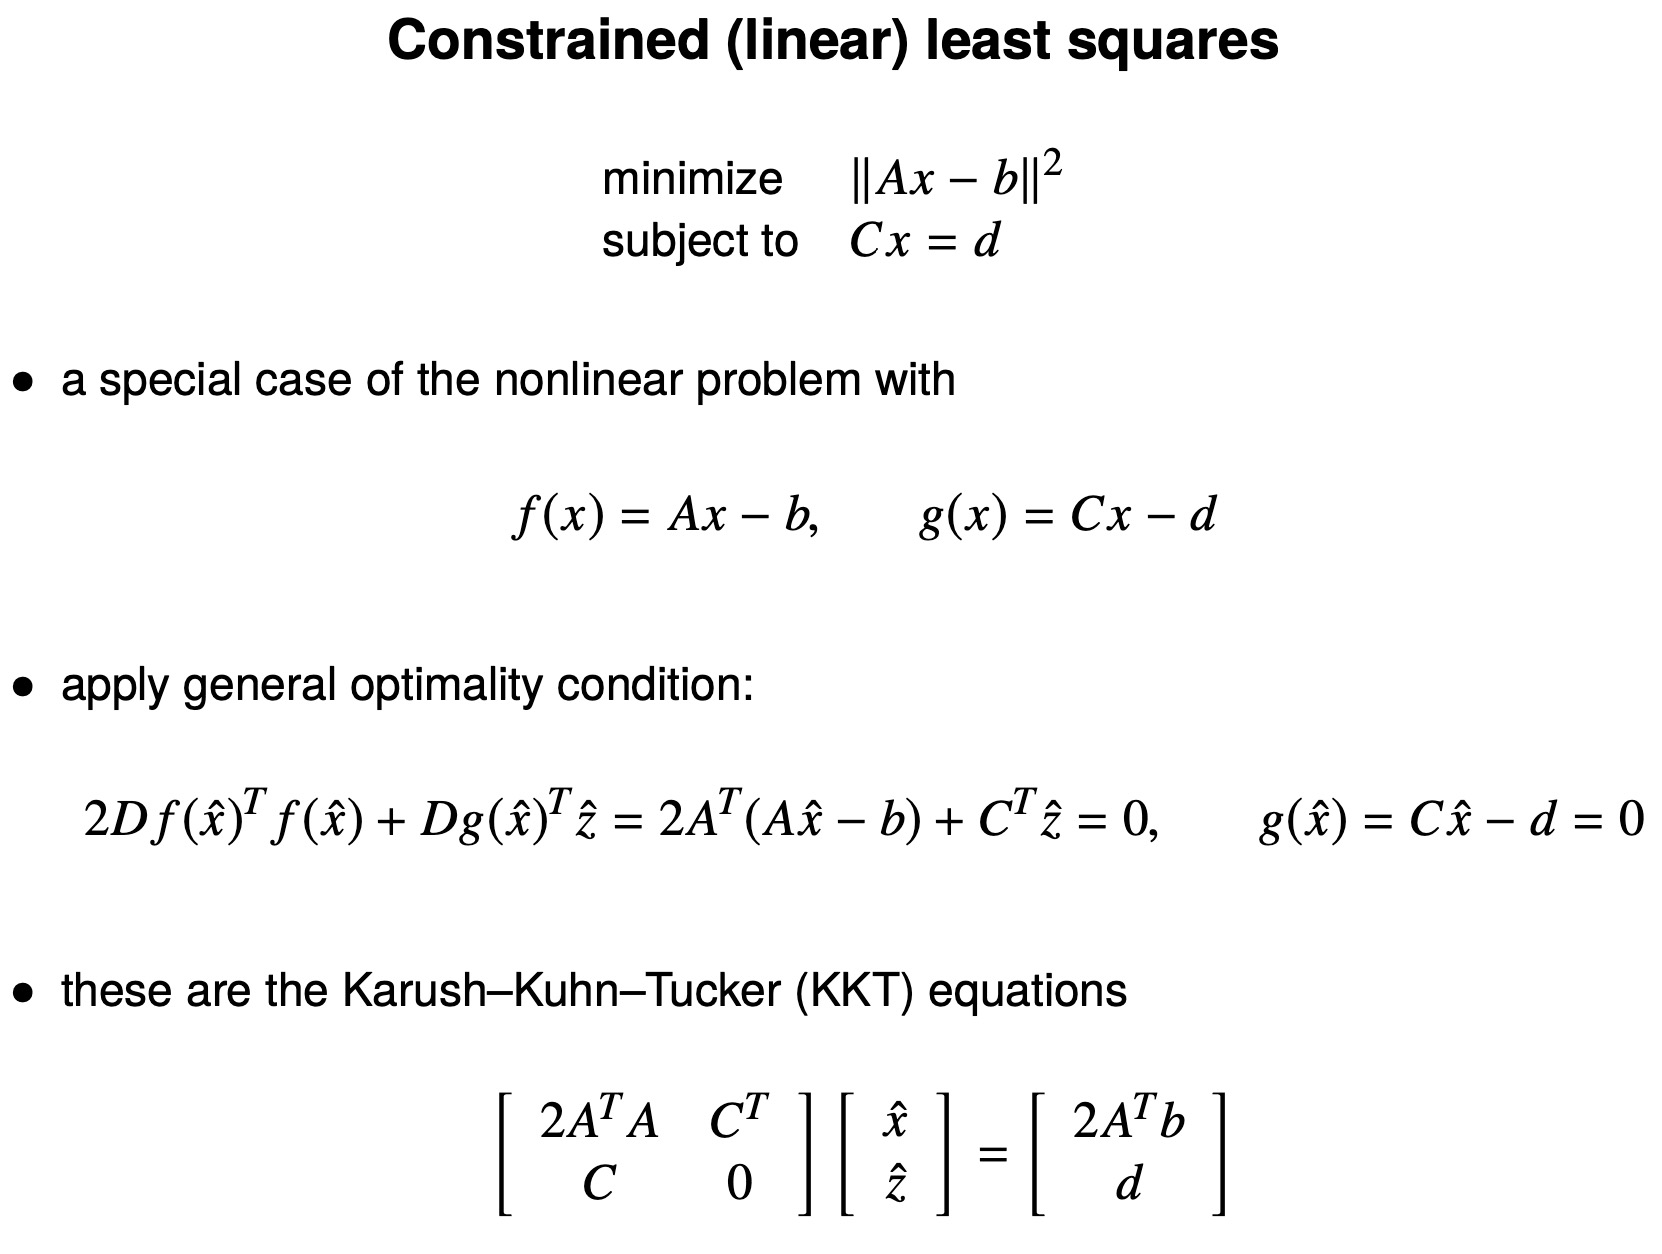 Constrained (linear) least squares
minimize ‖Ax − b‖²
subject to Cx = d
• a special case of the nonlinear problem with
f(x) = Ax − b, g(x) = Cx − d
• apply general optimality condition:
2Df(x̂)ᵀf(x̂) + Dg(x̂)ᵀẑ = 2Aᵀ(Ax̂ − b) + Cᵀẑ = 0, g(x̂) = Cx̂ − d = 0
• these are the Karush–Kuhn–Tucker (KKT) equations
[ 2AᵀA Cᵀ ] [ x̂ ] = [ 2Aᵀb ]
[ C 0 ] [ ẑ ] [ d ]